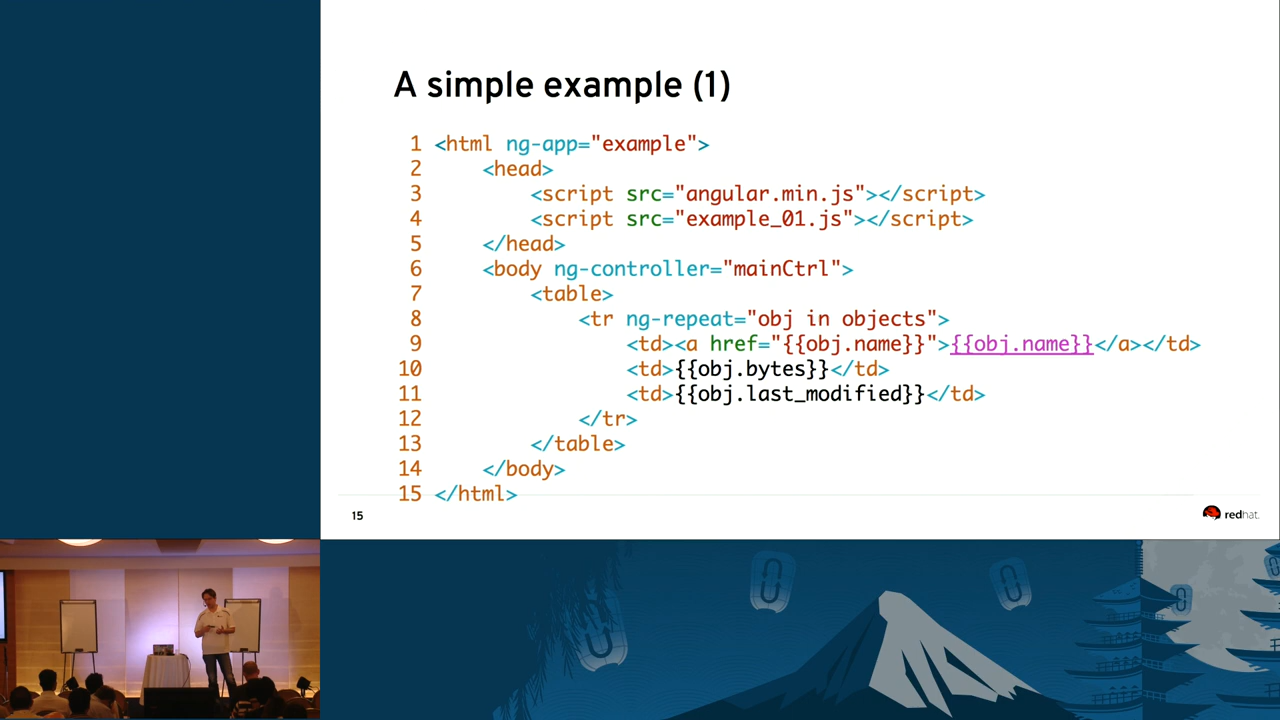 A simple example (1)
1 <html ng-app="example">
2     <head>
3         <script src="angular.min.js"></script>
4         <script src="example_01.js"></script>
5     </head>
6     <body ng-controller="mainCtrl">
7         <table>
8             <tr ng-repeat="obj in objects">
9                 <td><a href="{{obj.name}}">{{obj.name}}</a></td>
10                 <td>{{obj.bytes}}</td>
11                 <td>{{obj.last_modified}}</td>
12             </tr>
13         </table>
14     </body>
15 </html>
15
redhat.